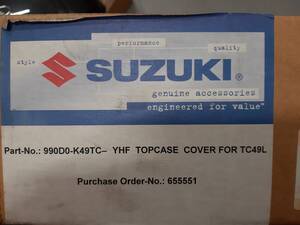 performance
style
quality
SUZUKI®
genuine accessories
engineered for value"
Part-No.: 990D0-K49TC– YHF TOPCASE COVER FOR TC49L
Purchase Order-No.: 655551